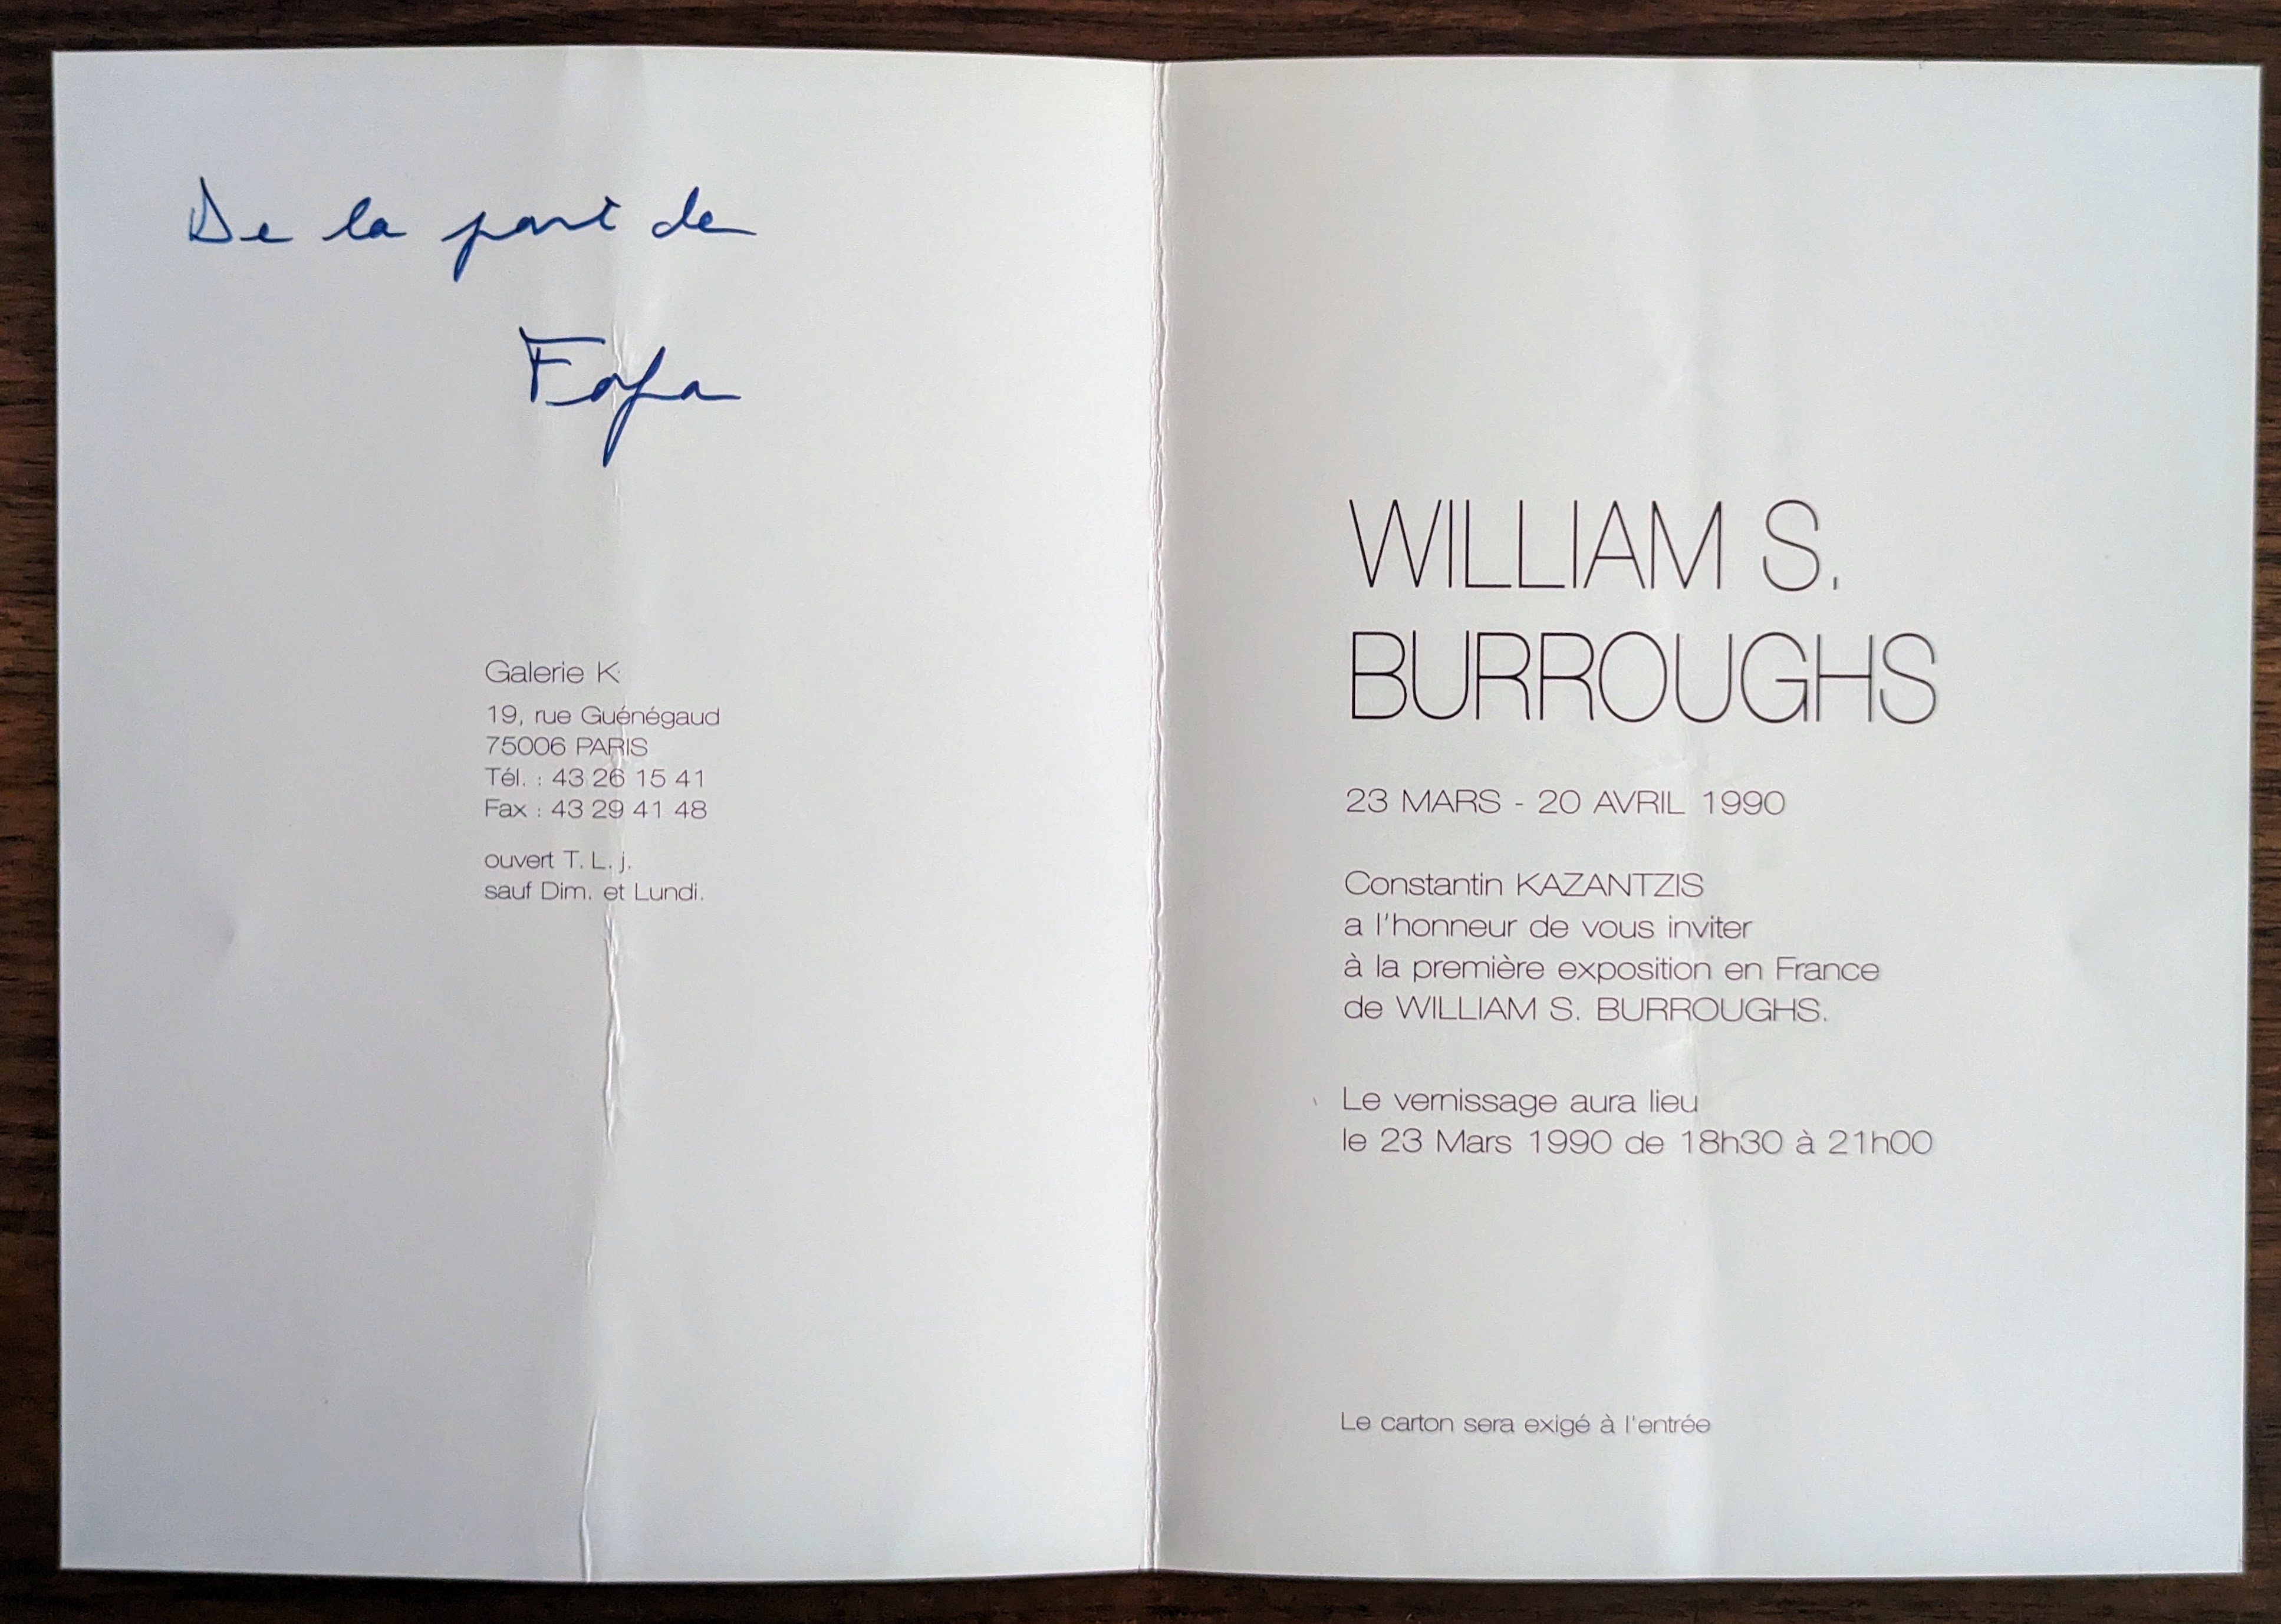 De la part de
Galerie K
19, rue Guénégaud
75006 PARIS
Tél. : 43 26 15 41
Fax : 43 29 41 48
ouvert T. L. j.
sauf Dim. et Lundi.
WILLIAM S.
BURROUGHS
23 MARS - 20 AVRIL 1990
Constantin KAZANTZIS
a l'honneur de vous inviter
à la première exposition en France
de WILLIAM S. BURROUGHS.
Le vernissage aura lieu
le 23 Mars 1990 de 18h30 à 21h00
Le carton sera exigé à l'entrée